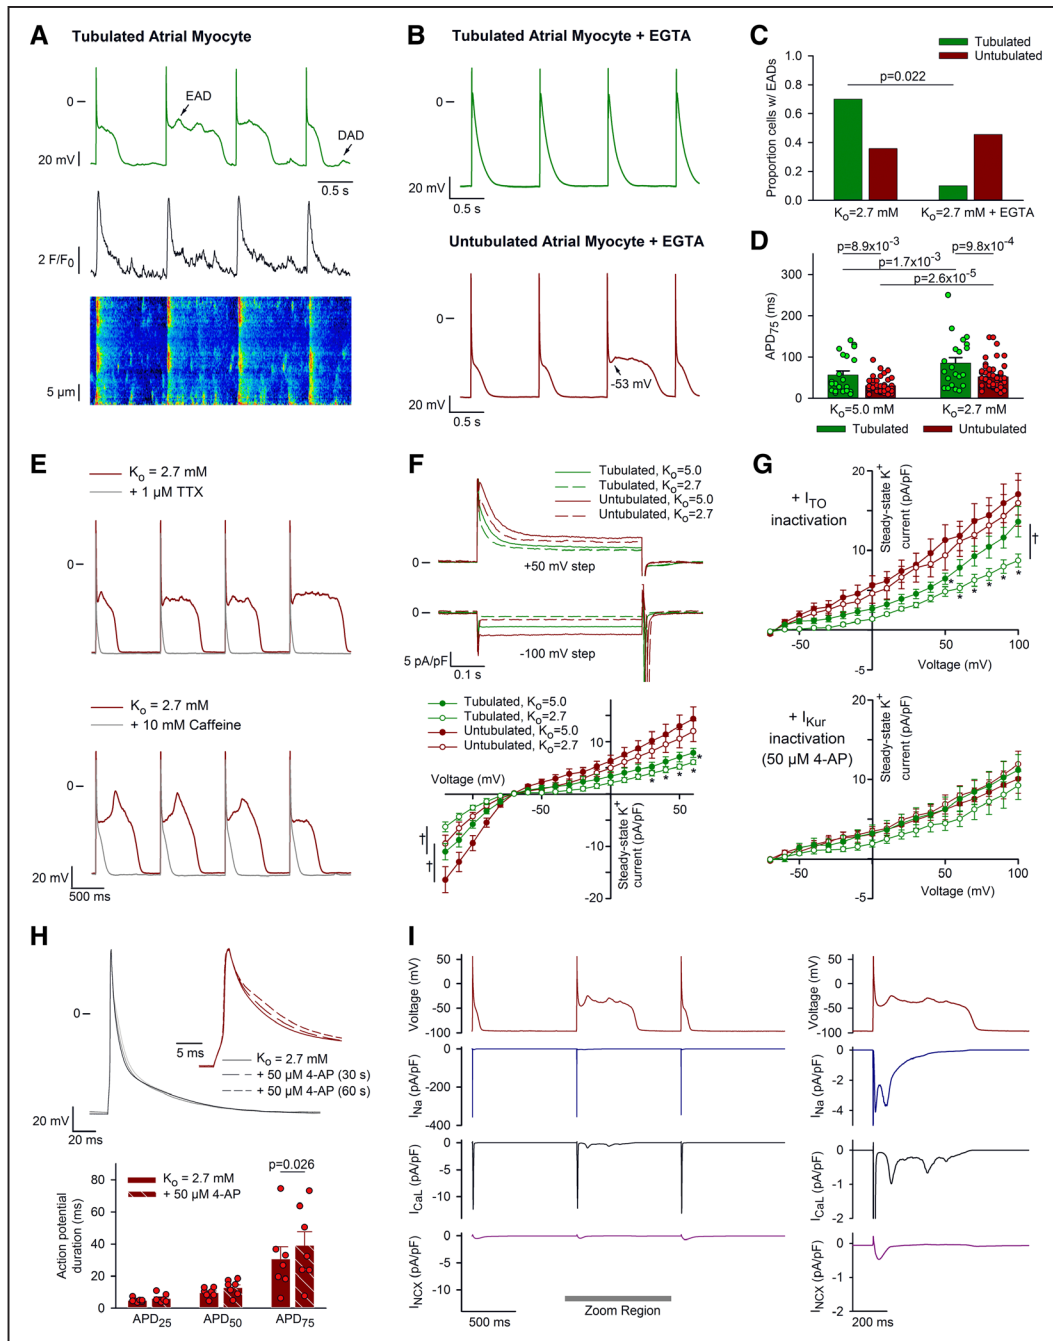 A
Tubulated Atrial Myocyte
0
EAD
DAD
20 mV
0.5 s
2 F/F0
5 µm
B
Tubulated Atrial Myocyte + EGTA
0
20 mV
0.5 s
Untubulated Atrial Myocyte + EGTA
-53 mV
20 mV
0.5 s
C
Tubulated
Untubulated
p=0.022
Proportion cells w/ EADs
1.0
0.8
0.6
0.4
0.2
0.0
Ko=2.7 mM
Ko=2.7 mM + EGTA
D
p=8.9x10-3
p=9.8x10-4
p=1.7x10-3
p=2.6x10-5
APD75 (ms)
300
200
100
0
Ko=5.0 mM
Ko=2.7 mM
Tubulated
Untubulated
E
Ko = 2.7 mM
+ 1 µM TTX
0
Ko = 2.7 mM
+ 10 mM Caffeine
0
20 mV
500 ms
F
Tubulated, Ko=5.0
Tubulated, Ko=2.7
Untubulated, Ko=5.0
Untubulated, Ko=2.7
0
+50 mV step
0
-100 mV step
5 pA/pF
0.1 s
Tubulated, Ko=5.0
Tubulated, Ko=2.7
Untubulated, Ko=5.0
Untubulated, Ko=2.7
Voltage (mV)
-50
0
50
10
-10
-20
Steady-state K+
current (pA/pF)
* * * * *
†
†
G
+ ITO
inactivation
Steady-state K+
current (pA/pF)
20
15
10
5
-5
-50
0
50
100
Voltage (mV)
* * * * * *
†
+ IKur
inactivation
(50 µM 4-AP)
Steady-state K+
current (pA/pF)
20
15
10
5
-5
-50
0
50
100
Voltage (mV)
H
0
20 mV
20 ms
5 ms
Ko = 2.7 mM
+ 50 µM 4-AP (30 s)
+ 50 µM 4-AP (60 s)
Ko = 2.7 mM
+ 50 µM 4-AP
p=0.026
Action potential
duration (ms)
80
60
40
20
0
APD25
APD50
APD75
I
Voltage (mV)
50
0
-50
-100
INa (pA/pF)
0
-200
-400
ICaL (pA/pF)
0
-5
-10
INCX (pA/pF)
0
-5
-10
Zoom Region
500 ms
Voltage (mV)
50
0
-50
-100
INa (pA/pF)
0
-2
-4
ICaL (pA/pF)
0
-1
-2
INCX (pA/pF)
0
-1
200 ms